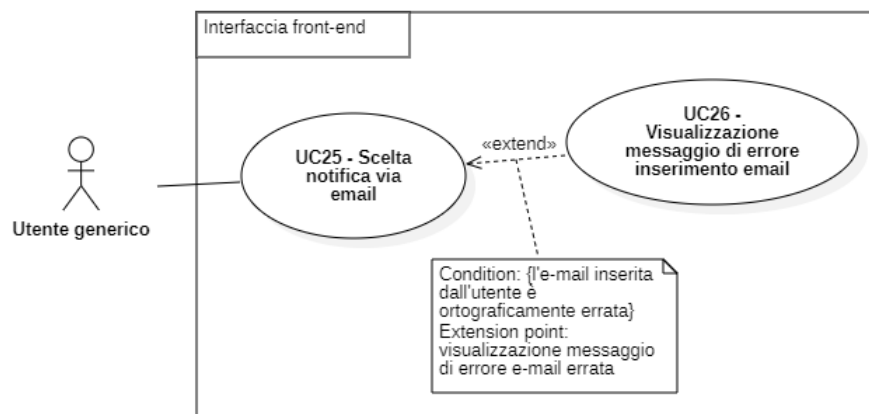 Interfaccia front-end
UC26 -
Visualizzazione
messaggio di errore
inserimento email
«extend»
UC25 - Scelta
notifica via
email
Utente generico
Condition: {l'e-mail inserita
dall'utente è
ortograficamente errata}
Extension point:
visualizzazione messaggio
di errore e-mail errata